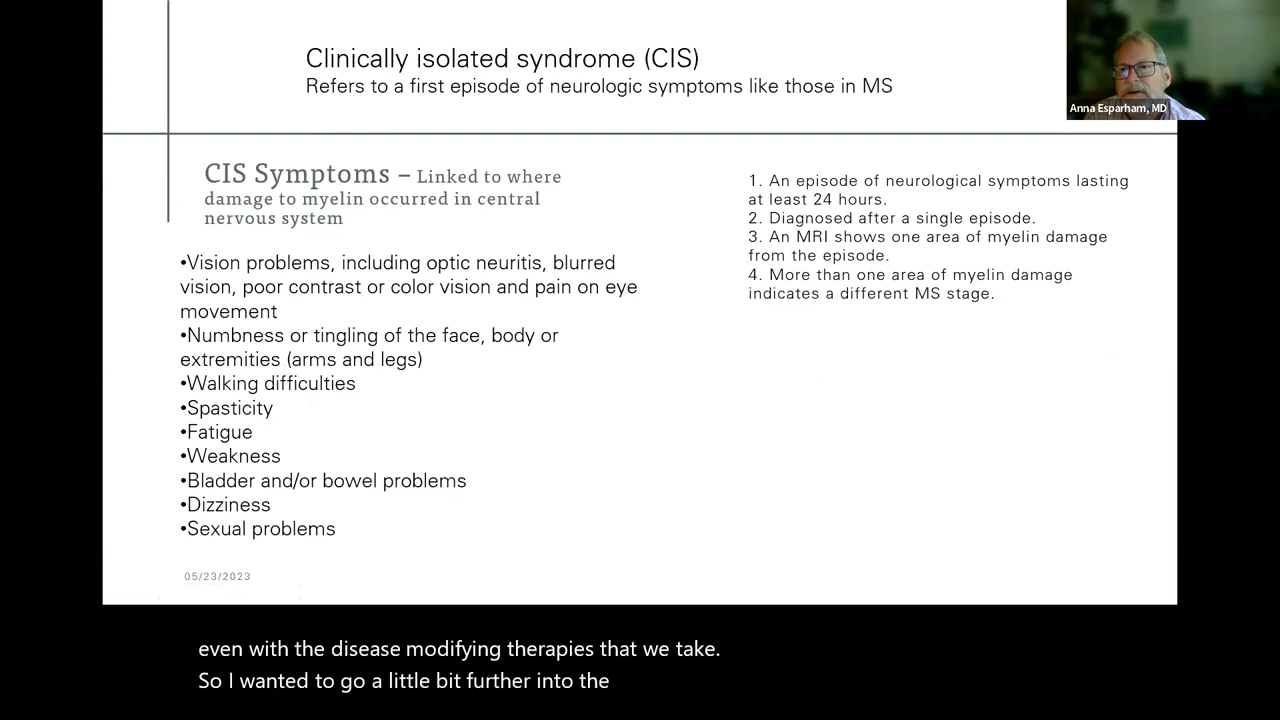 Clinically isolated syndrome (CIS)
Refers to a first episode of neurologic symptoms like those in MS
Anna Esparham, MD
CIS Symptoms – Linked to where
damage to myelin occurred in central
nervous system
•Vision problems, including optic neuritis, blurred
vision, poor contrast or color vision and pain on eye
movement
•Numbness or tingling of the face, body or
extremities (arms and legs)
•Walking difficulties
•Spasticity
•Fatigue
•Weakness
•Bladder and/or bowel problems
•Dizziness
•Sexual problems
1. An episode of neurological symptoms lasting
at least 24 hours.
2. Diagnosed after a single episode.
3. An MRI shows one area of myelin damage
from the episode.
4. More than one area of myelin damage
indicates a different MS stage.
05/23/2023
even with the disease modifying therapies that we take.
So I wanted to go a little bit further into the